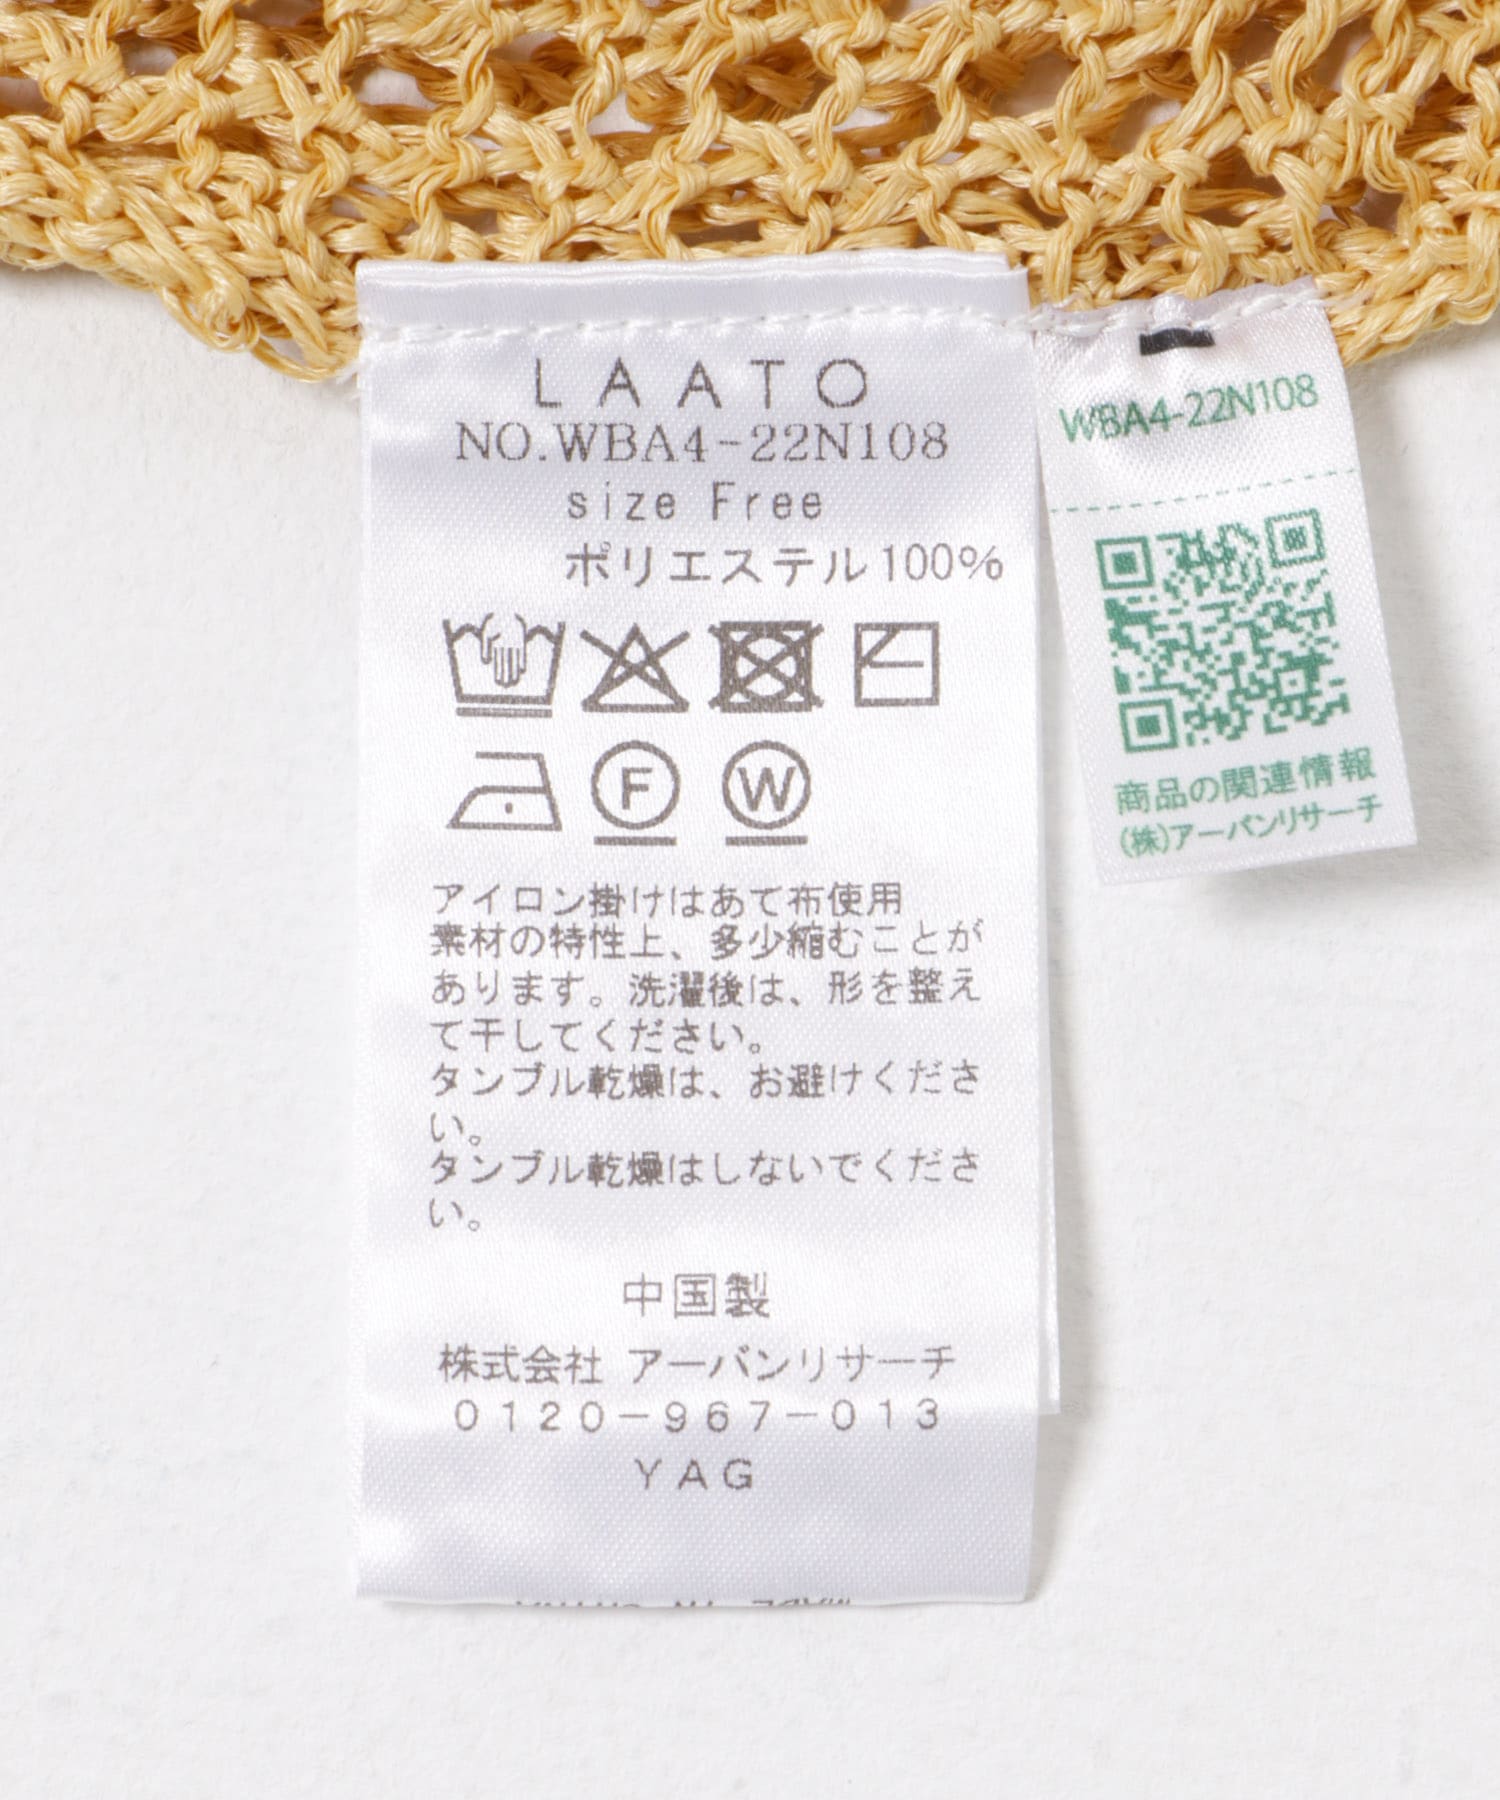 LAATO
NO.WBA4-22N108
size Free
ポリエステル100%
F W
アイロン掛けはあて布使用
素材の特性上、多少縮むことが
あります。洗濯後は、形を整え
て干してください。
タンブル乾燥は、お避けくださ
い。
タンブル乾燥はしないでくださ
い。
中国製
株式会社 アーバンリサーチ
0120-967-013
YAG
WBA4-22N108
商品の関連情報
(株)アーバンリサーチ